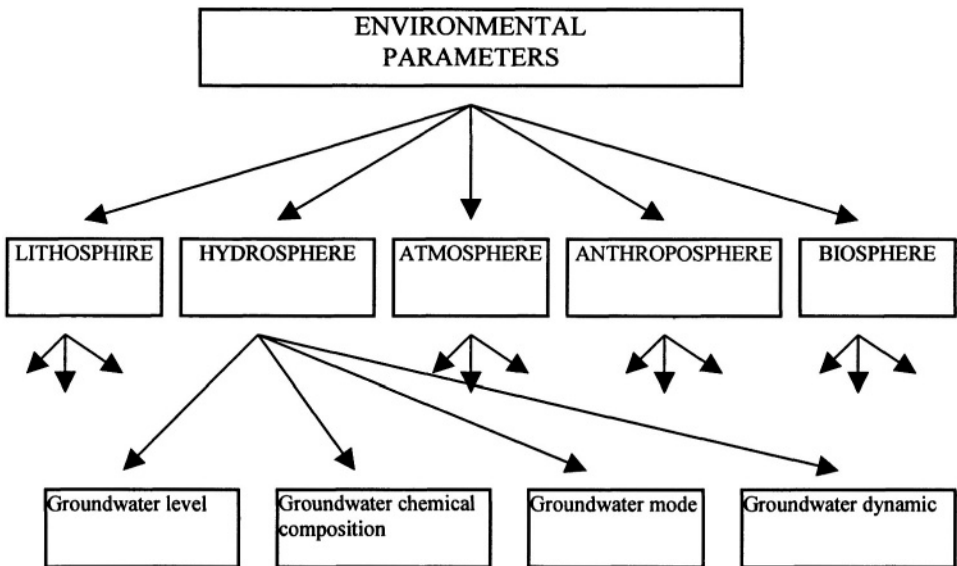 ENVIRONMENTAL
PARAMETERS
LITHOSPHIRE
HYDROSPHERE
ATMOSPHERE
ANTHROPOSPHERE
BIOSPHERE
Groundwater level
Groundwater chemical
composition
Groundwater mode
Groundwater dynamic